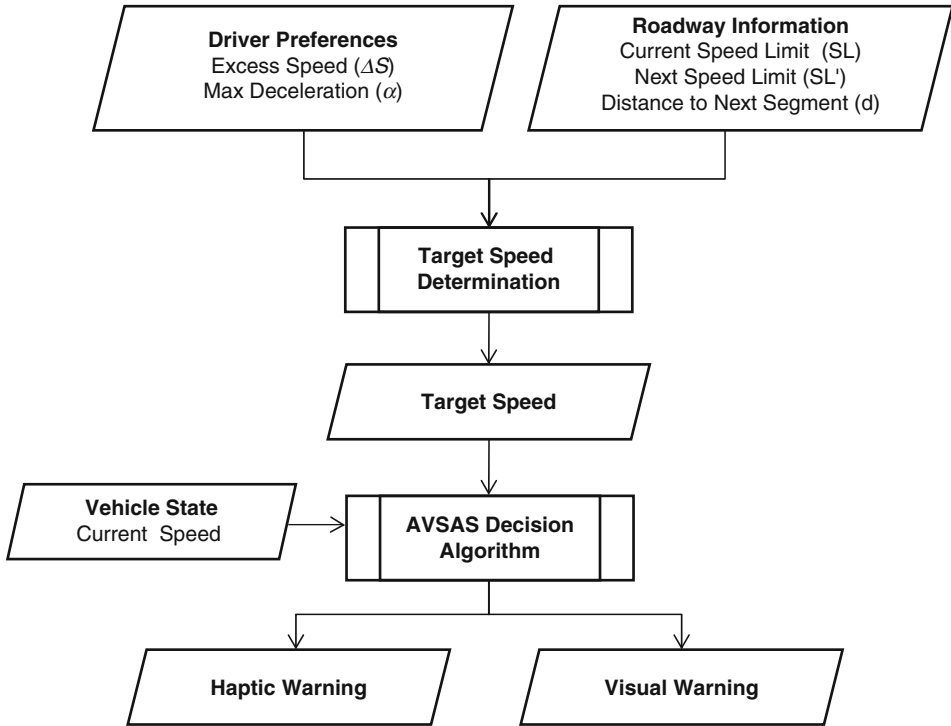 Driver Preferences
Excess Speed (ΔS)
Max Deceleration (α)
Roadway Information
Current Speed Limit (SL)
Next Speed Limit (SL')
Distance to Next Segment (d)
Target Speed
Determination
Target Speed
Vehicle State
Current Speed
AVSAS Decision
Algorithm
Haptic Warning
Visual Warning